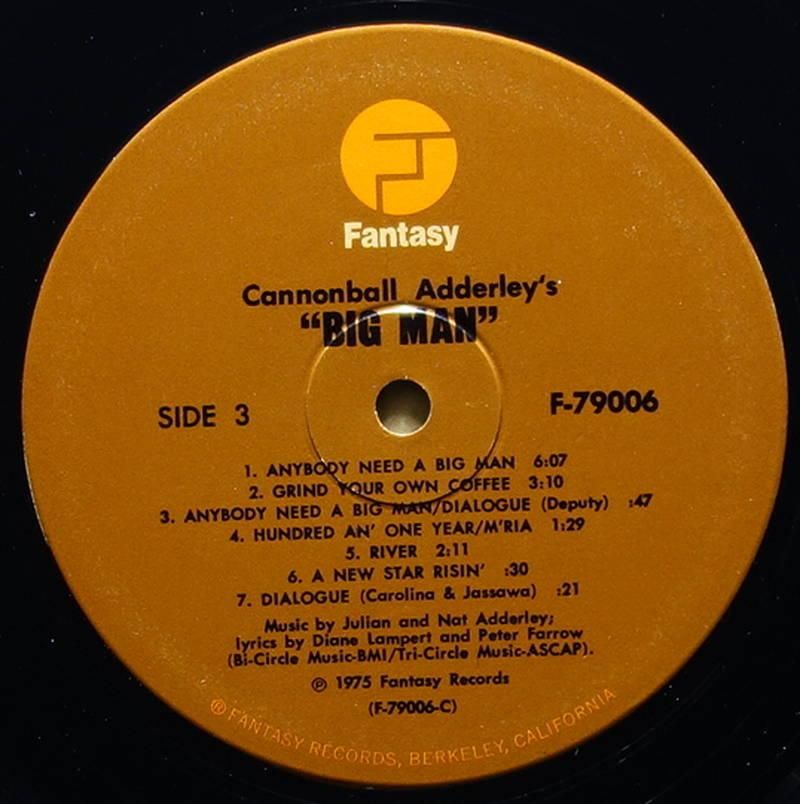 Fantasy
Cannonball Adderley's
"BIG MAN"
SIDE 3
F-79006
1. ANYBODY NEED A BIG MAN 6:07
2. GRIND YOUR OWN COFFEE 3:10
3. ANYBODY NEED A BIG MAN/DIALOGUE (Deputy) :47
4. HUNDRED AN' ONE YEAR/M'RIA 1:29
5. RIVER 2:11
6. A NEW STAR RISIN' :30
7. DIALOGUE (Carolina & Jassawa) :21
Music by Julian and Nat Adderley;
lyrics by Diane Lampert and Peter Farrow
(Bi-Circle Music-BMI/Tri-Circle Music-ASCAP).
℗ 1975 Fantasy Records
(F-79006-C)
® FANTASY RECORDS, BERKELEY, CALIFORNIA